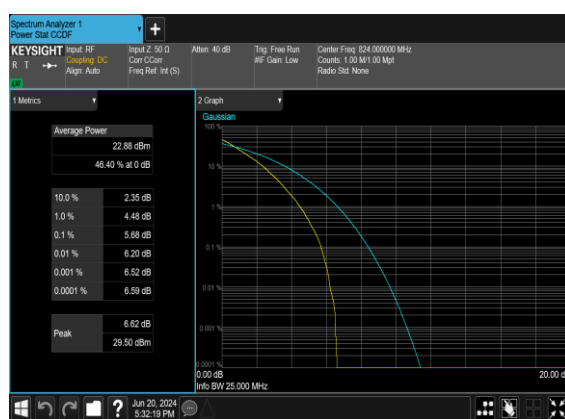 Spectrum Analyzer 1
Power Stat CCDF
KEYSIGHT
R T
LXI
Input: RF
Coupling: DC
Align: Auto
Input Z: 50 Ω
Corr CCorr
Freq Ref: Int (S)
Atten: 40 dB
Trig: Free Run
#IF Gain: Low
Center Freq: 824.000000 MHz
Counts: 1.00 M/1.00 Mpt
Radio Std: None
1 Metrics
Average Power
22.88 dBm
46.40 % at 0 dB
10.0 % 2.35 dB
1.0 % 4.48 dB
0.1 % 5.68 dB
0.01 % 6.20 dB
0.001 % 6.52 dB
0.0001 % 6.59 dB
Peak
6.62 dB
29.50 dBm
2 Graph
Gaussian
100 %
10 %
1 %
0.1 %
0.01 %
0.001 %
0.0001 %
0.00 dB
20.00 d
Info BW 25.000 MHz
?
Jun 20, 2024
5:32:19 PM